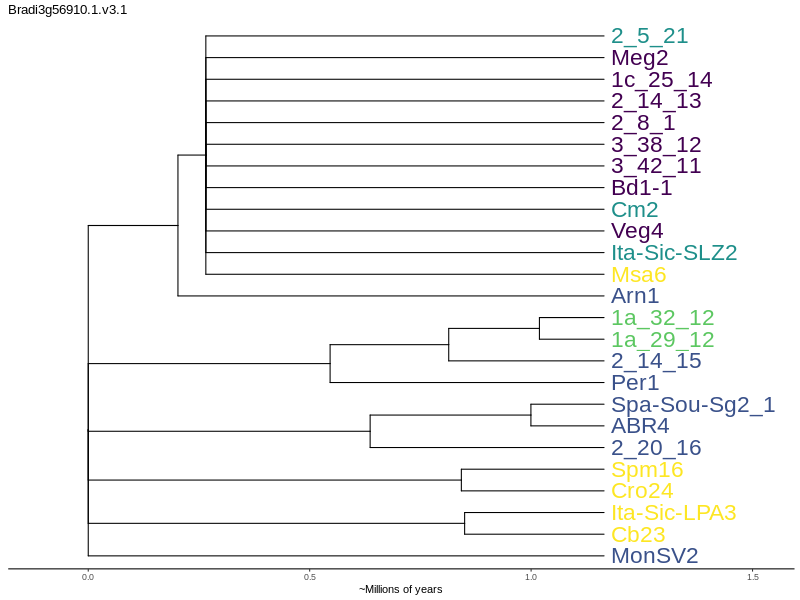 Bradi3g56910.1.v3.1
2_5_21
Meg2
1c_25_14
2_14_13
2_8_1
3_38_12
3_42_11
Bd1-1
Cm2
Veg4
Ita-Sic-SLZ2
Msa6
Arn1
1a_32_12
1a_29_12
2_14_15
Per1
Spa-Sou-Sg2_1
ABR4
2_20_16
Spm16
Cro24
Ita-Sic-LPA3
Cb23
MonSV2
0.0 0.5 1.0 1.5
~Millions of years